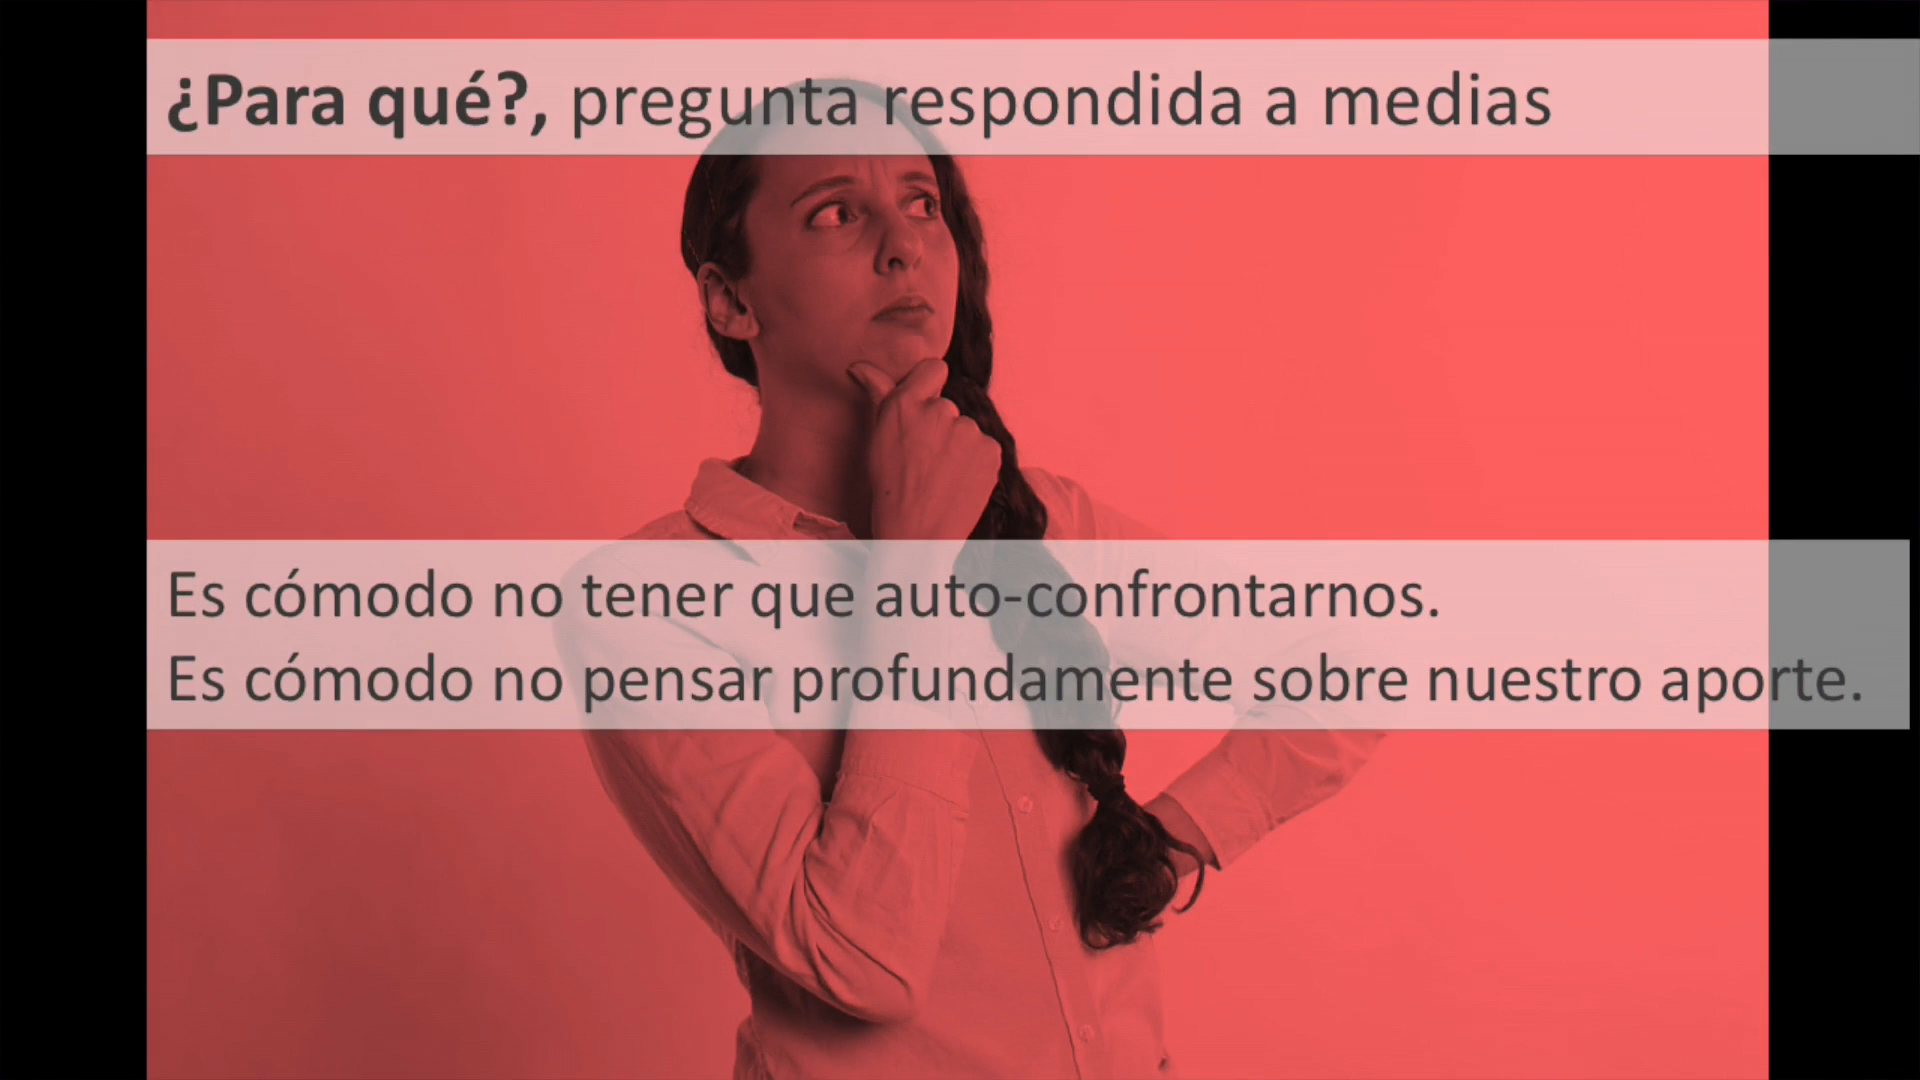 ¿Para qué?, pregunta respondida a medias
Es cómodo no tener que auto-confrontarnos.
Es cómodo no pensar profundamente sobre nuestro aporte.